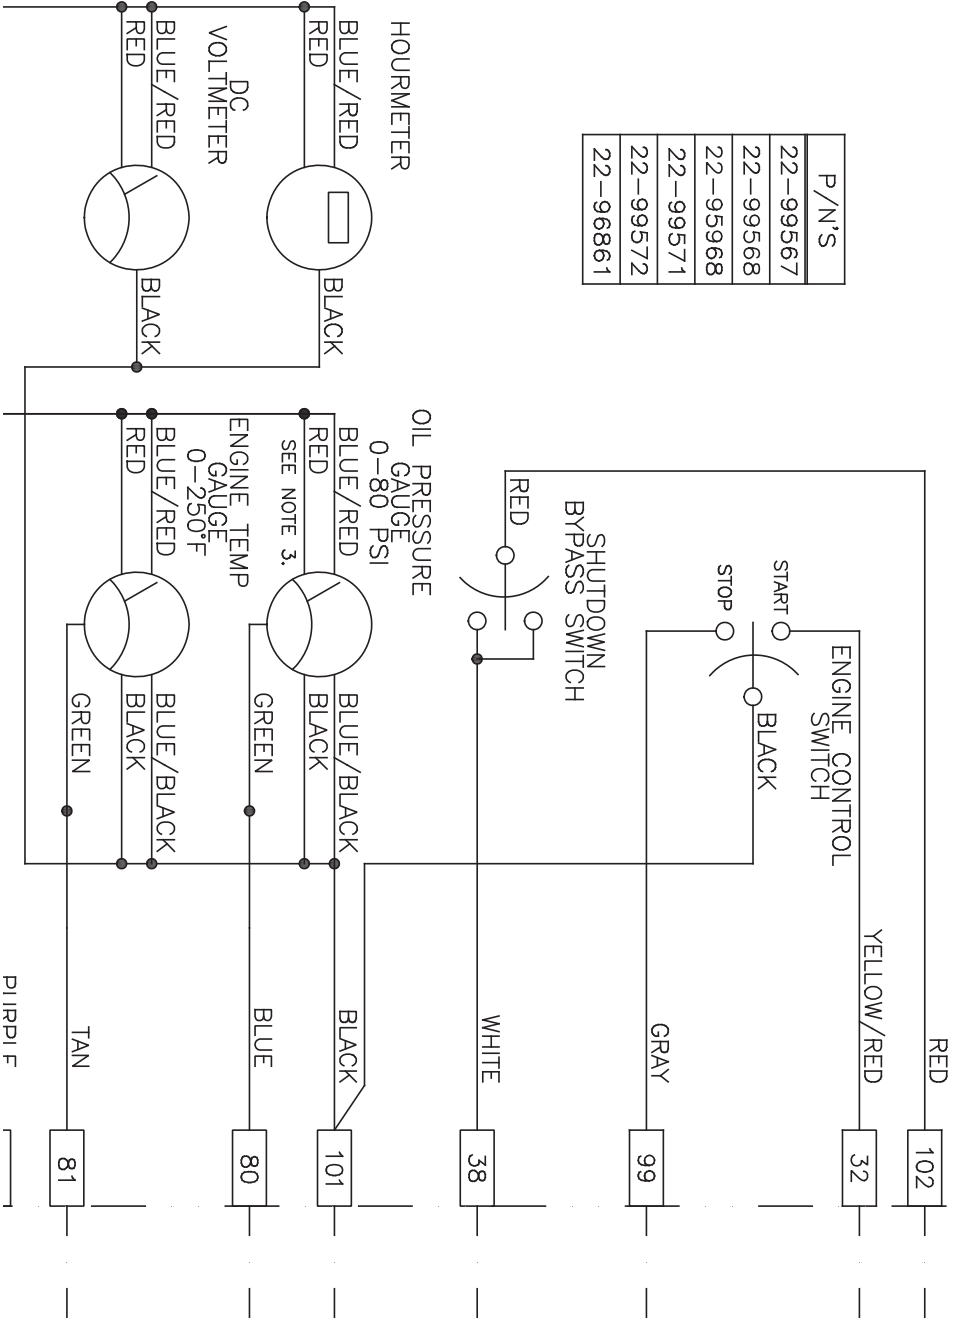 P/N'S
22-99567
22-99568
22-95968
22-99571
22-99572
22-96861
HOURMETER
BLUE/RED
RED
BLACK
DC
VOLTMETER
BLUE/RED
RED
BLACK
RED
SHUTDOWN
BYPASS SWITCH
START
STOP
ENGINE CONTROL
SWITCH
BLACK
OIL PRESSURE
GAUGE
0-80 PSI
BLUE/RED
RED
SEE NOTE 3.
BLUE/BLACK
BLACK
GREEN
ENGINE TEMP
GAUGE
0-250°F
BLUE/RED
RED
BLUE/BLACK
BLACK
GREEN
RED
102
YELLOW/RED
32
GRAY
99
WHITE
38
BLACK
101
BLUE
80
TAN
81
PURPLE